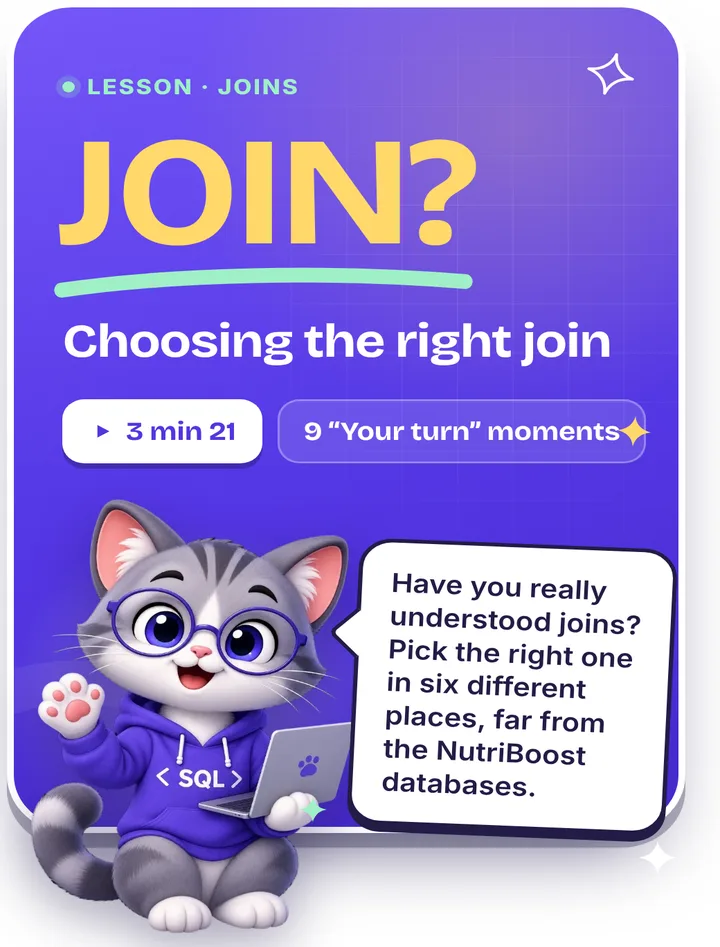 LESSON · JOINS
JOIN?
Choosing the right join
3 min 21
9 “Your turn” moments
Have you really
understood joins?
Pick the right one
in six different
places, far from
the NutriBoost
databases.
< SQL >